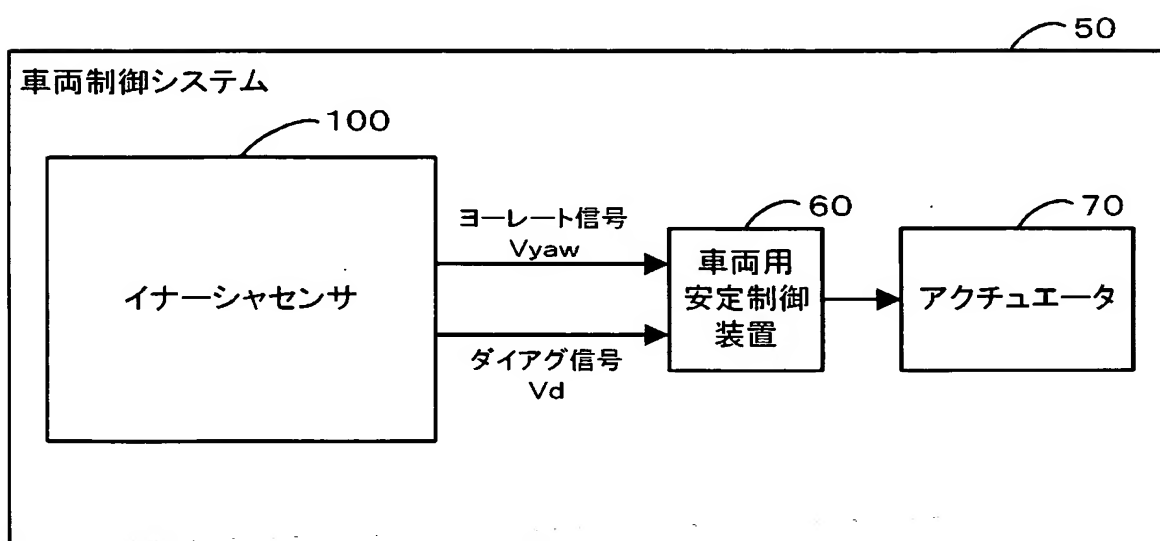 50
車両制御システム
100
イナーシャセンサ
ヨーレート信号
Vyaw
ダイアグ信号
Vd
60
車両用
安定制御
装置
70
アクチュエータ